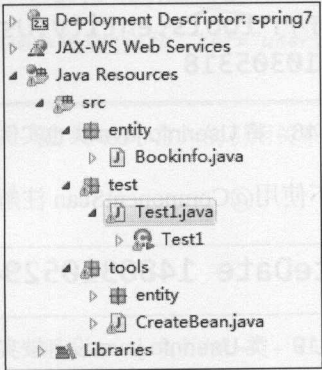 Deployment Descriptor: spring7
JAX-WS Web Services
Java Resources
src
entity
Bookinfo.java
test
Test1.java
Test1
tools
entity
CreateBean.java
Libraries